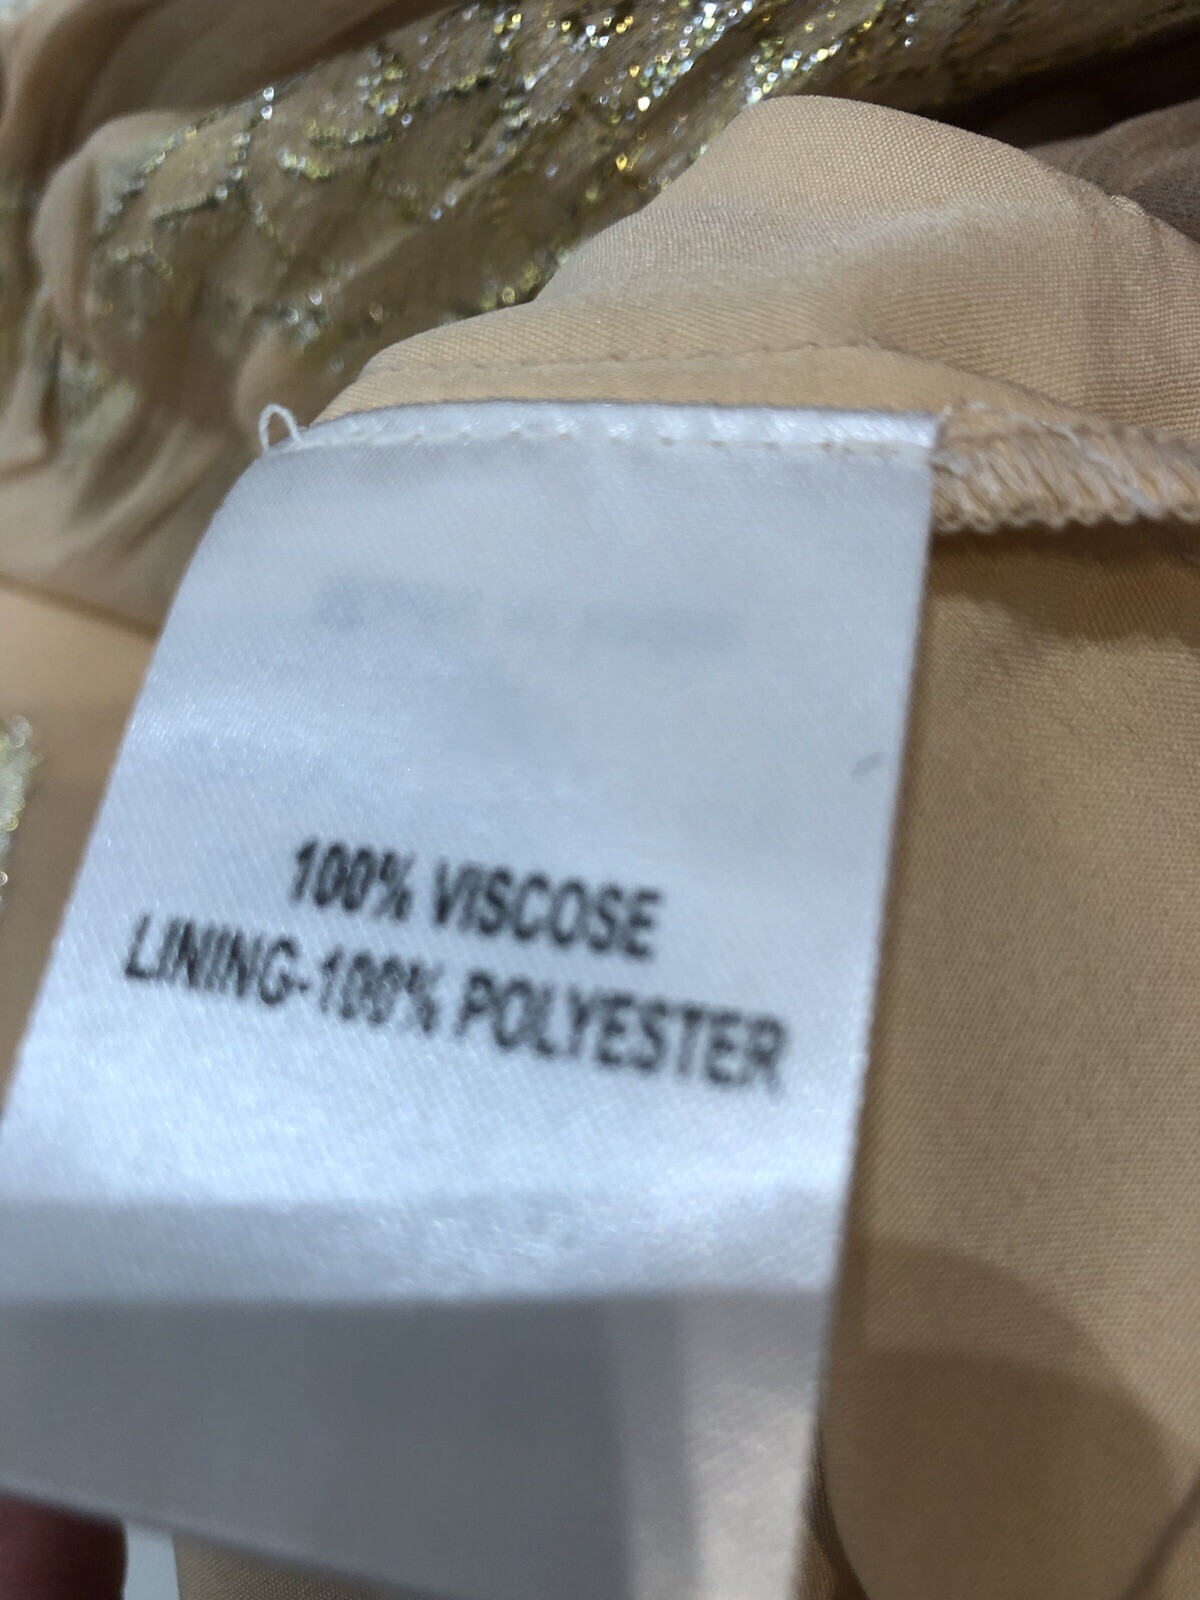 100% VISCOSE
LINING-100% POLYESTER